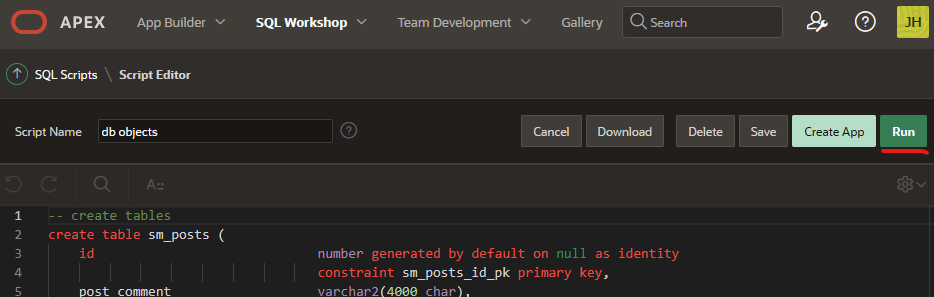 APEX App Builder SQL Workshop Team Development Gallery Search JH
SQL Scripts \ Script Editor
Script Name db objects ? Cancel Download Delete Save Create App Run
A::
1 -- create tables
2 create table sm_posts (
3 id number generated by default on null as identity
4 constraint sm_posts_id_pk primary key,
5 post_comment varchar2(4000 char),